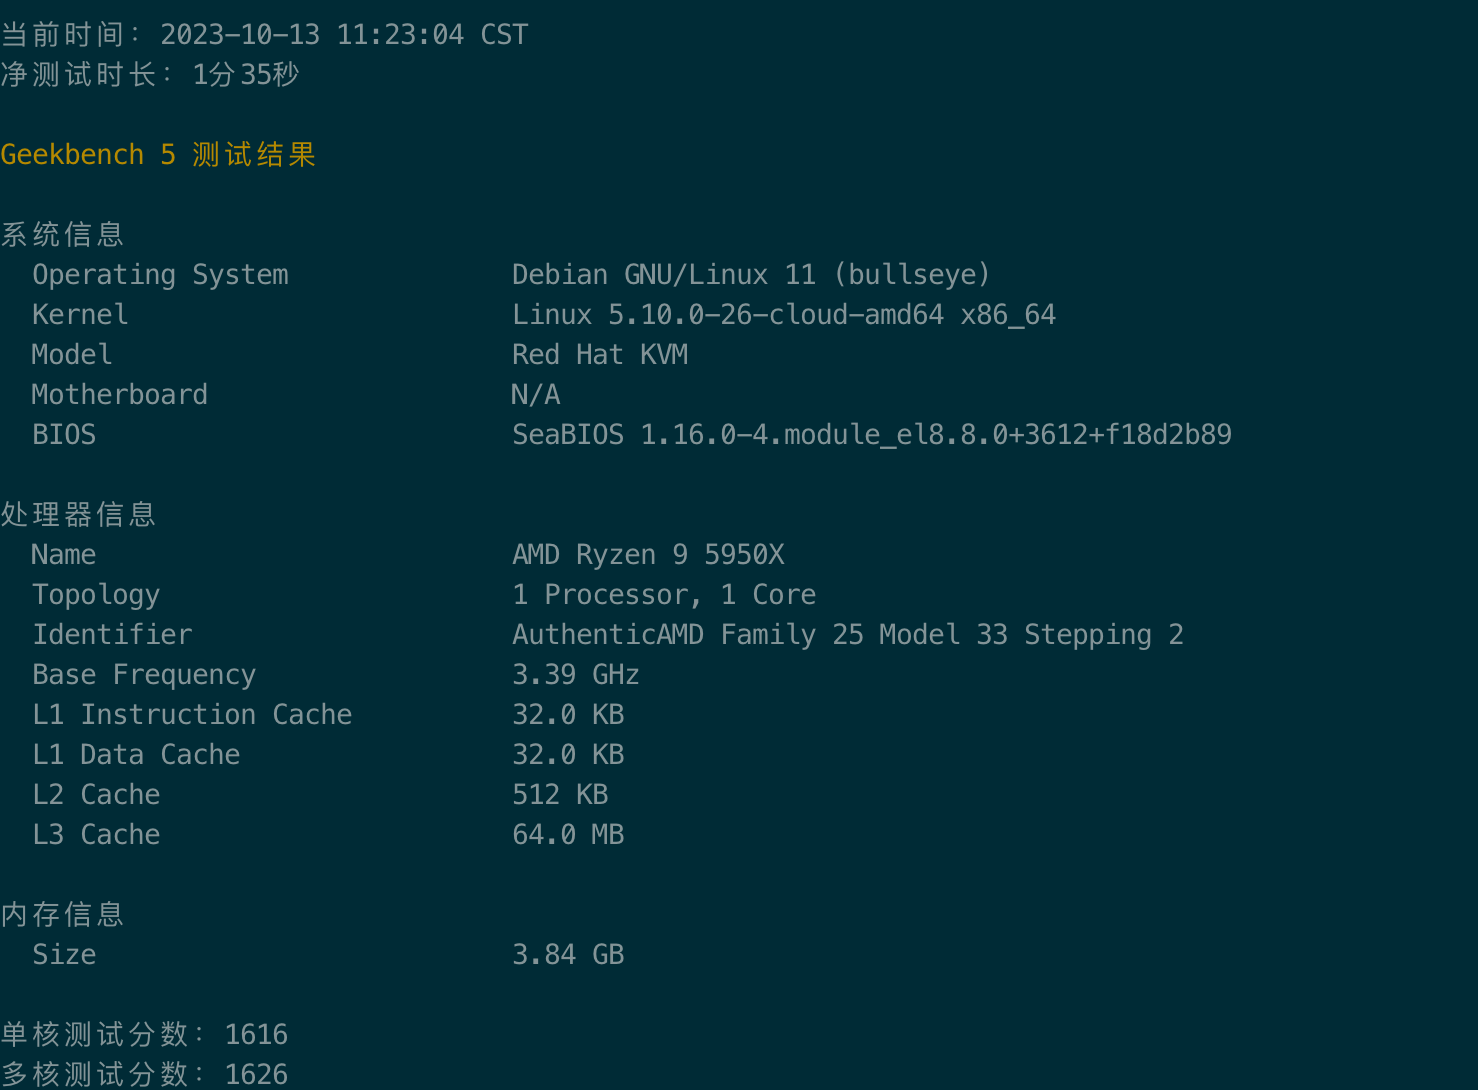 当前时间：2023-10-13 11:23:04 CST
净测试时长：1分35秒
Geekbench 5 测试结果
系统信息
Operating System Debian GNU/Linux 11 (bullseye)
Kernel Linux 5.10.0-26-cloud-amd64 x86_64
Model Red Hat KVM
Motherboard N/A
BIOS SeaBIOS 1.16.0-4.module_el8.8.0+3612+f18d2b89
处理器信息
Name AMD Ryzen 9 5950X
Topology 1 Processor, 1 Core
Identifier AuthenticAMD Family 25 Model 33 Stepping 2
Base Frequency 3.39 GHz
L1 Instruction Cache 32.0 KB
L1 Data Cache 32.0 KB
L2 Cache 512 KB
L3 Cache 64.0 MB
内存信息
Size 3.84 GB
单核测试分数：1616
多核测试分数：1626